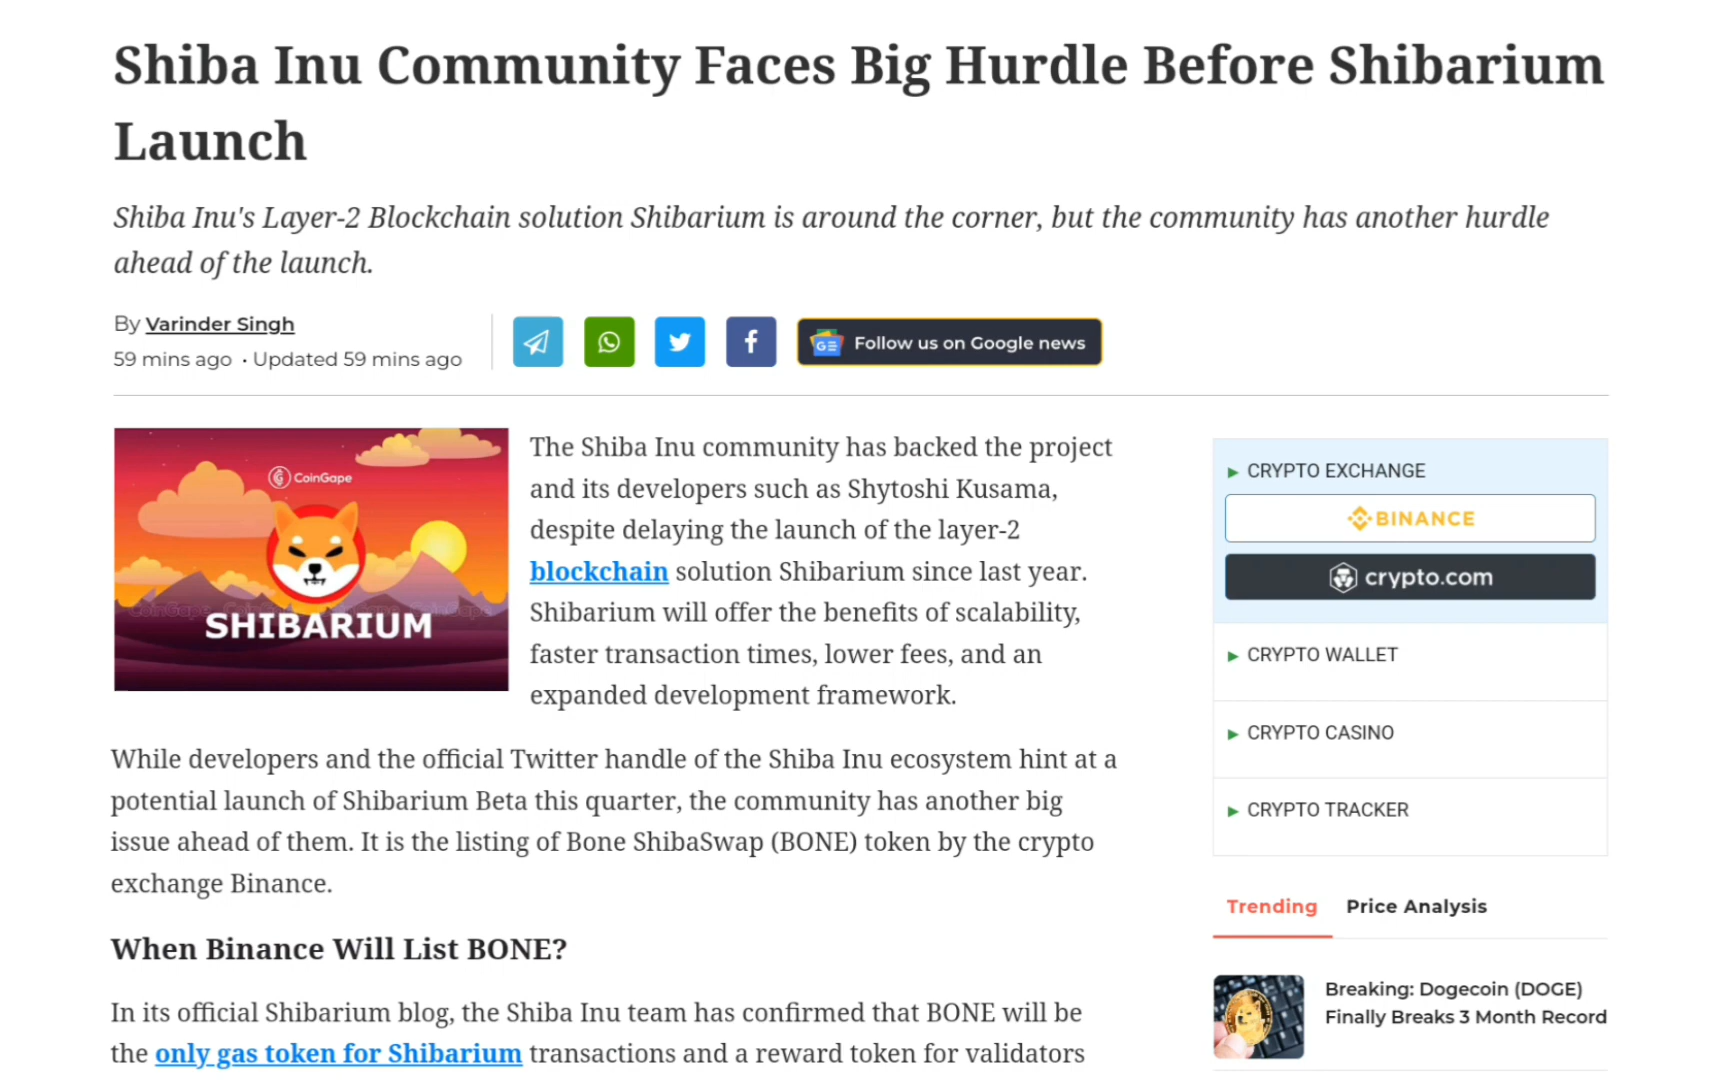 Shiba Inu Community Faces Big Hurdle Before Shibarium
Launch
Shiba Inu's Layer-2 Blockchain solution Shibarium is around the corner, but the community has another hurdle
ahead of the launch.
By Varinder Singh
59 mins ago • Updated 59 mins ago
Follow us on Google news
CoinGape
SHIBARIUM
The Shiba Inu community has backed the project
and its developers such as Shytoshi Kusama,
despite delaying the launch of the layer-2
blockchain solution Shibarium since last year.
Shibarium will offer the benefits of scalability,
faster transaction times, lower fees, and an
expanded development framework.
While developers and the official Twitter handle of the Shiba Inu ecosystem hint at a
potential launch of Shibarium Beta this quarter, the community has another big
issue ahead of them. It is the listing of Bone ShibaSwap (BONE) token by the crypto
exchange Binance.
When Binance Will List BONE?
In its official Shibarium blog, the Shiba Inu team has confirmed that BONE will be
the only gas token for Shibarium transactions and a reward token for validators
CRYPTO EXCHANGE
BINANCE
crypto.com
CRYPTO WALLET
CRYPTO CASINO
CRYPTO TRACKER
Trending Price Analysis
Breaking: Dogecoin (DOGE)
Finally Breaks 3 Month Record